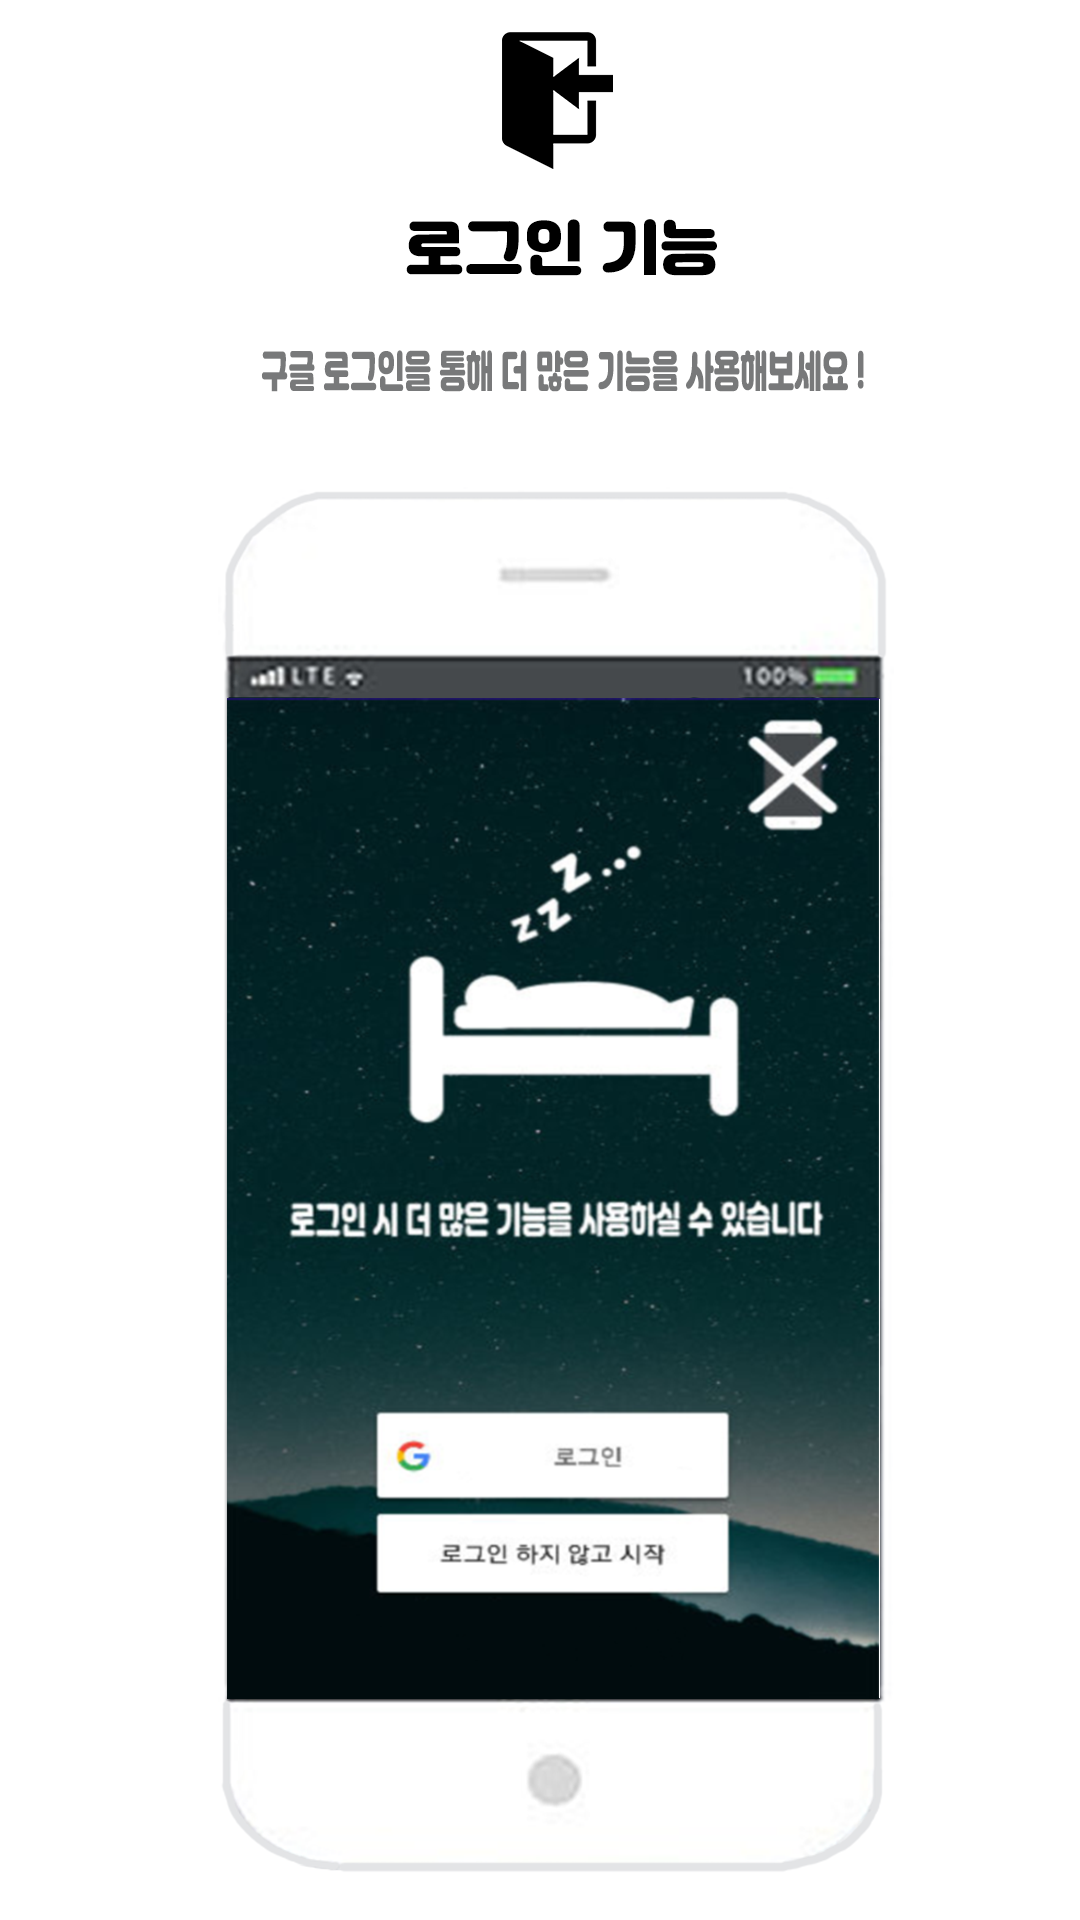 로그인 기능
구글 로그인을 통해 더 많은 기능을 사용해보세요 !
LTE 100%
z z z ...
로그인 시 더 많은 기능을 사용하실 수 있습니다
G 로그인
로그인 하지 않고 시작